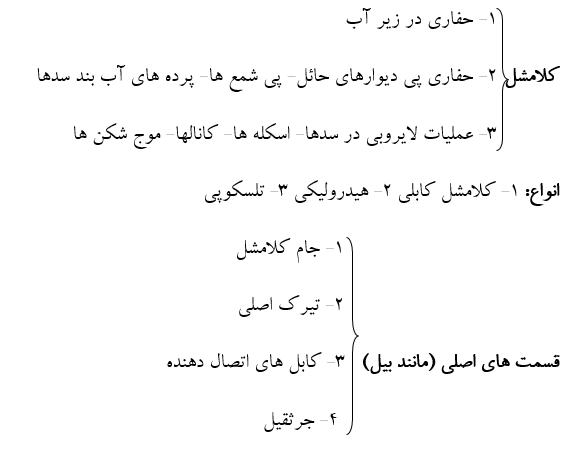 ۱- حفاری در زیر آب
کلامشل ۲- حفاری پی دیوارهای حائل- پی شمع ها- پرده های آب بند سدها
۳- عملیات لایروبی در سدها- اسکله ها- کانالها- موج شکن ها
انواع: ۱- کلامشل کابلی ۲- هیدرولیکی ۳- تلسکوپی
۱- جام کلامشل
۲- تیرک اصلی
قسمت های اصلی (مانند بیل) ۳- کابل های اتصال دهنده
۴- جرثقیل